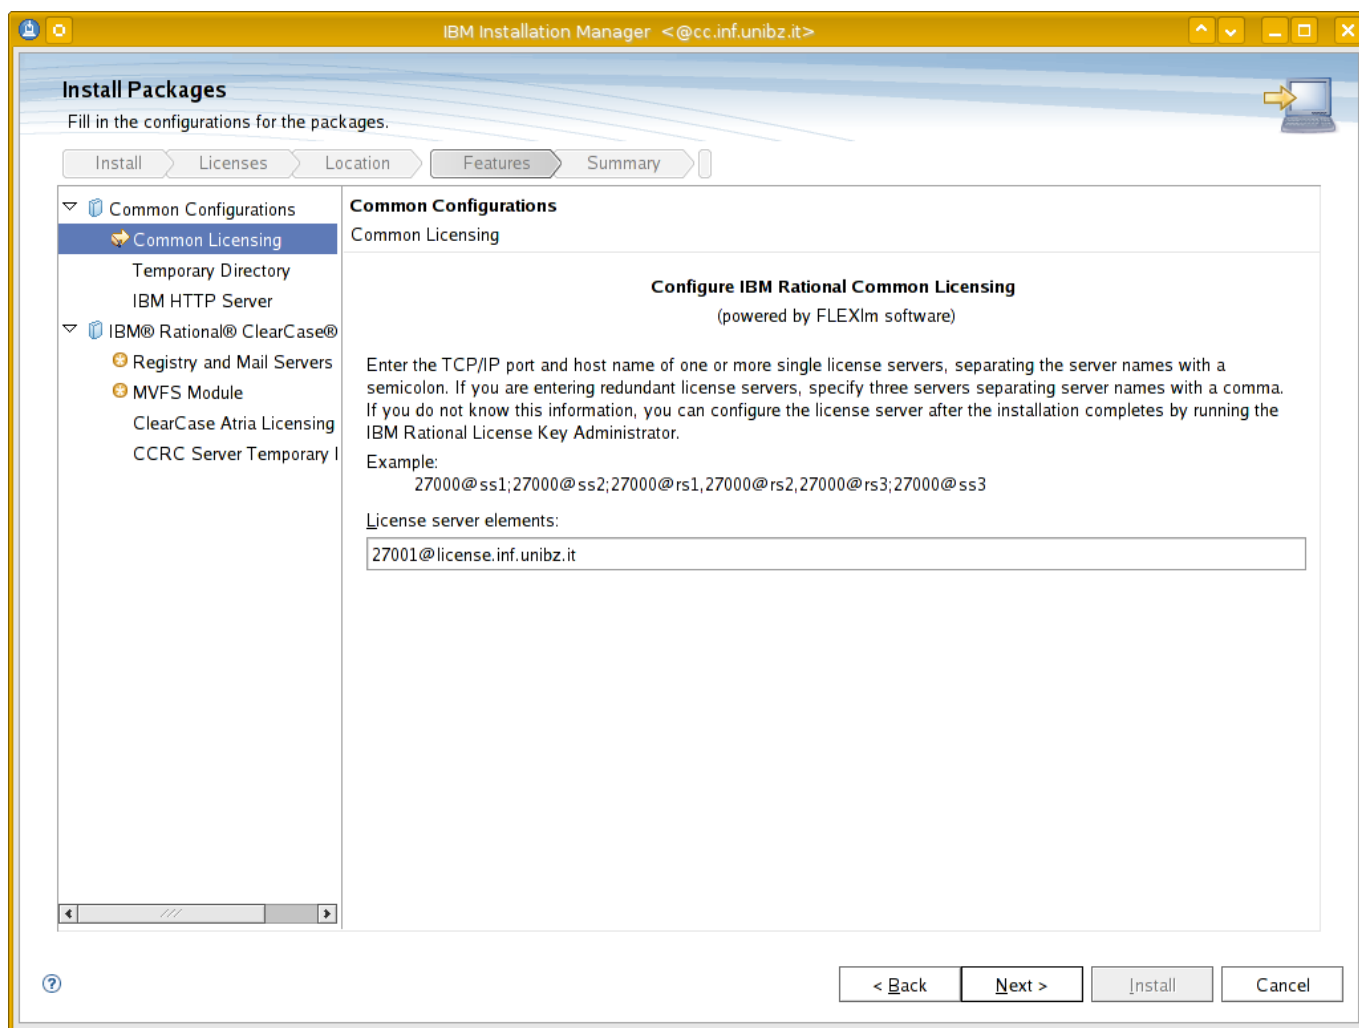 IBM Installation Manager <@cc.inf.unibz.it>
Install Packages
Fill in the configurations for the packages.
Install
Licenses
Location
Features
Summary
Common Configurations
Common Licensing
Temporary Directory
IBM HTTP Server
IBM® Rational® ClearCase®
Registry and Mail Servers
MVFS Module
ClearCase Atria Licensing
CCRC Server Temporary
Common Configurations
Common Licensing
Configure IBM Rational Common Licensing
(powered by FLEXlm software)
Enter the TCP/IP port and host name of one or more single license servers, separating the server names with a
semicolon. If you are entering redundant license servers, specify three servers separating server names with a comma.
If you do not know this information, you can configure the license server after the installation completes by running the
IBM Rational License Key Administrator.
Example:
27000@ss1;27000@ss2;27000@rs1,27000@rs2,27000@rs3;27000@ss3
License server elements:
27001@license.inf.unibz.it
?
< Back
Next >
Install
Cancel